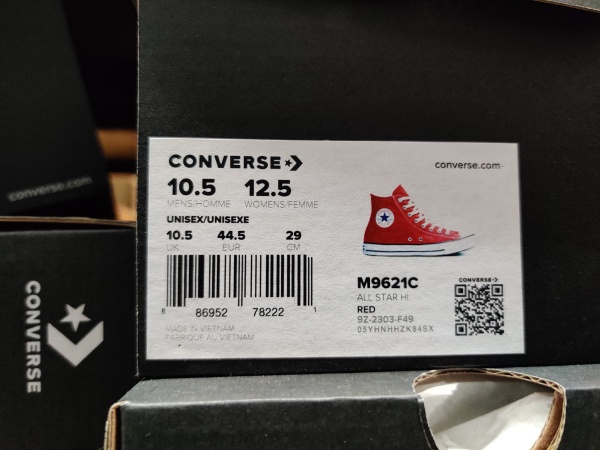 CONVERSE
converse.com
10.5 12.5
MENS/HOMME WOMENS/FEMME
UNISEX/UNISEXE
10.5 44.5 29
UK EUR CM
6 86952 78222 1
MADE IN VIETNAM
FABRIQUÉ AU VIETNAM
M9621C
ALL STAR HI
RED
9Z-2303-F49
05YHNHHZK84SX
CONVERSE
converse.com
CONVERSE